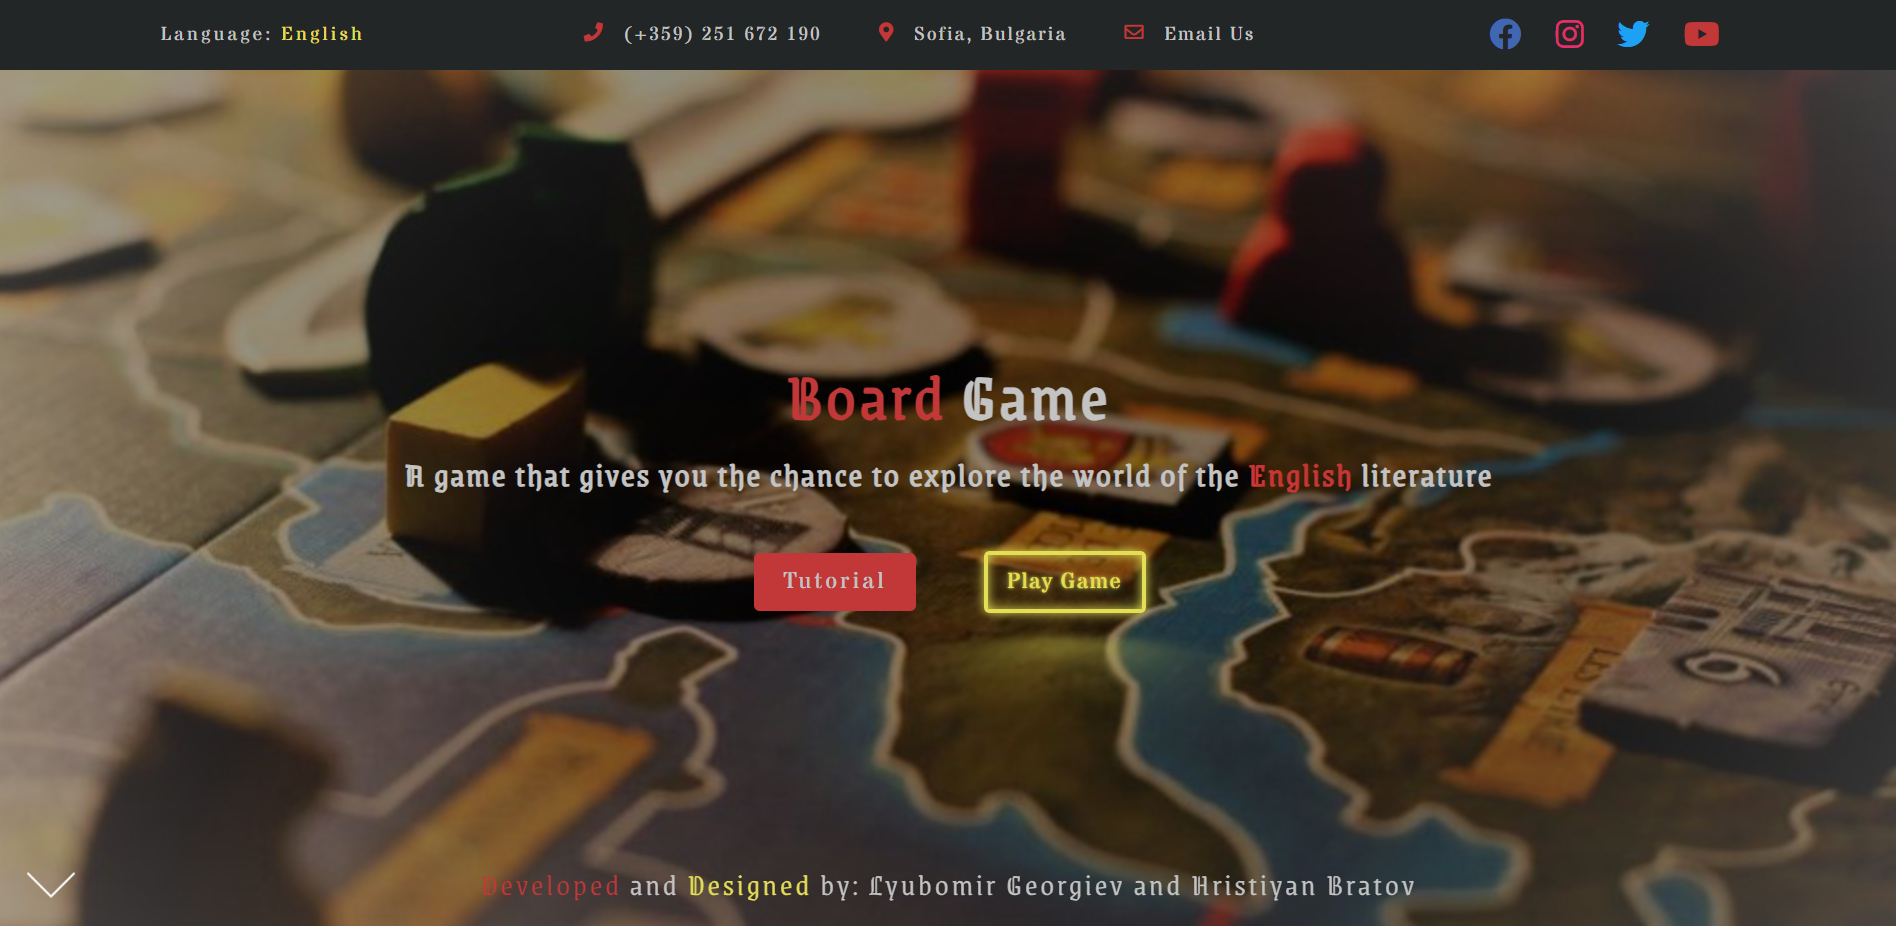 Language: English
(+359) 251 672 190
Sofia, Bulgaria
Email Us
Board Game
A game that gives you the chance to explore the world of the English literature
Tutorial
Play Game
9
Developed and Designed by: Lyubomir Georgiev and Hristiyan Bratov